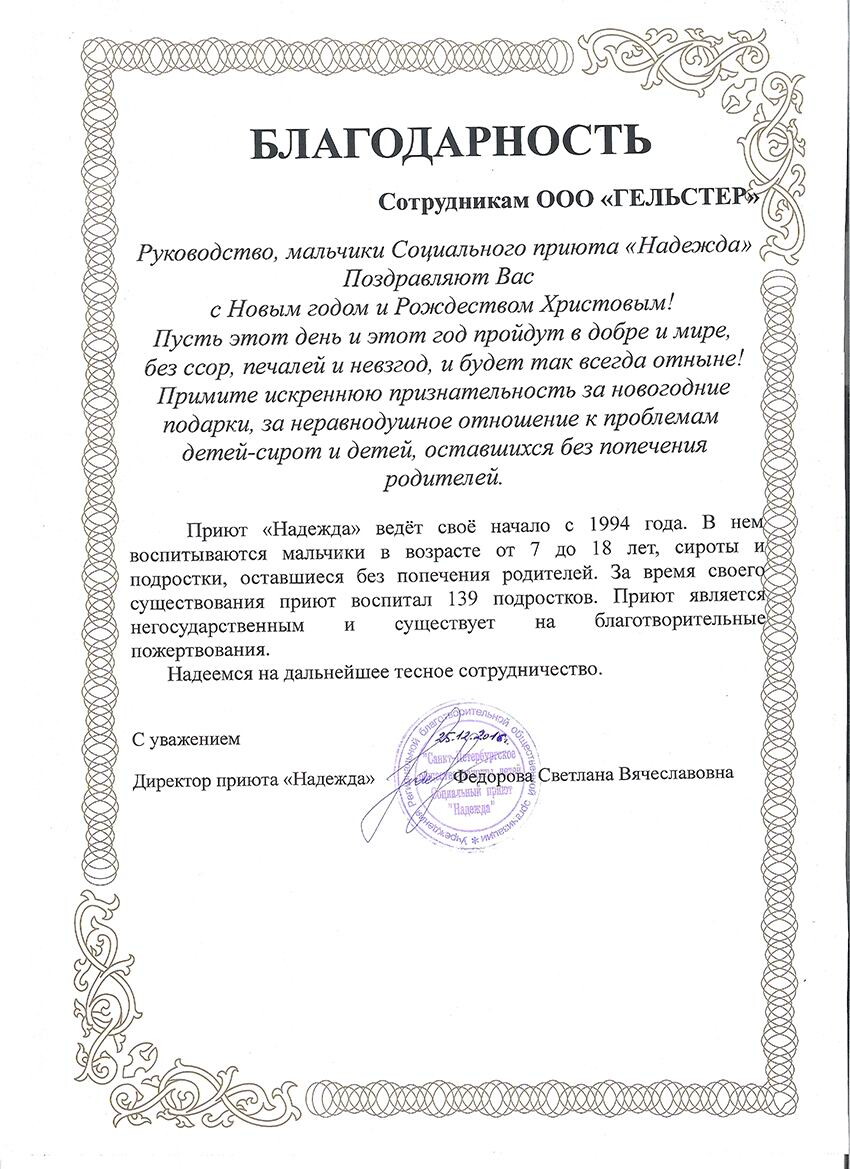 БЛАГОДАРНОСТЬ
Сотрудникам ООО «ГЕЛЬСТЕР»
Руководство, мальчики Социального приюта «Надежда»
Поздравляют Вас
с Новым годом и Рождеством Христовым!
Пусть этот день и этот год пройдут в добре и мире,
без ссор, печалей и невзгод, и будет так всегда отныне!
Примите искреннюю признательность за новогодние
подарки, за неравнодушное отношение к проблемам
детей-сирот и детей, оставшихся без попечения
родителей.
Приют «Надежда» ведёт своё начало с 1994 года. В нем
воспитываются мальчики в возрасте от 7 до 18 лет, сироты и
подростки, оставшиеся без попечения родителей. За время своего
существования приют воспитал 139 подростков. Приют является
негосударственным и существует на благотворительные
пожертвования.
Надеемся на дальнейшее тесное сотрудничество.
С уважением
25.12.2016г.
Директор приюта «Надежда» Федорова Светлана Вячеславовна
Учреждения Региональной благотворительной общественной организации
"Санкт-Петербургское
Социальный приют
"Надежда"